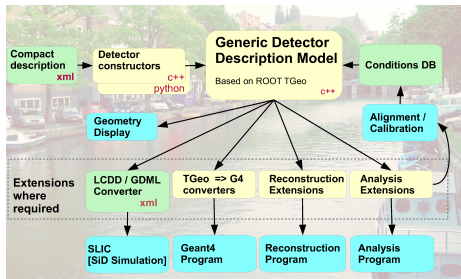 Compact
description
xml
Detector
constructors
c++
python
Generic Detector
Description Model
Based on ROOT TGeo
c++
Conditions DB
Geometry
Display
Alignment /
Calibration
Extensions
where
required
LCDD / GDML
Converter
xml
TGeo => G4
converters
Reconstruction
Extensions
Analysis
Extensions
SLIC
[SiD Simulation]
Geant4
Program
Reconstruction
Program
Analysis
Program